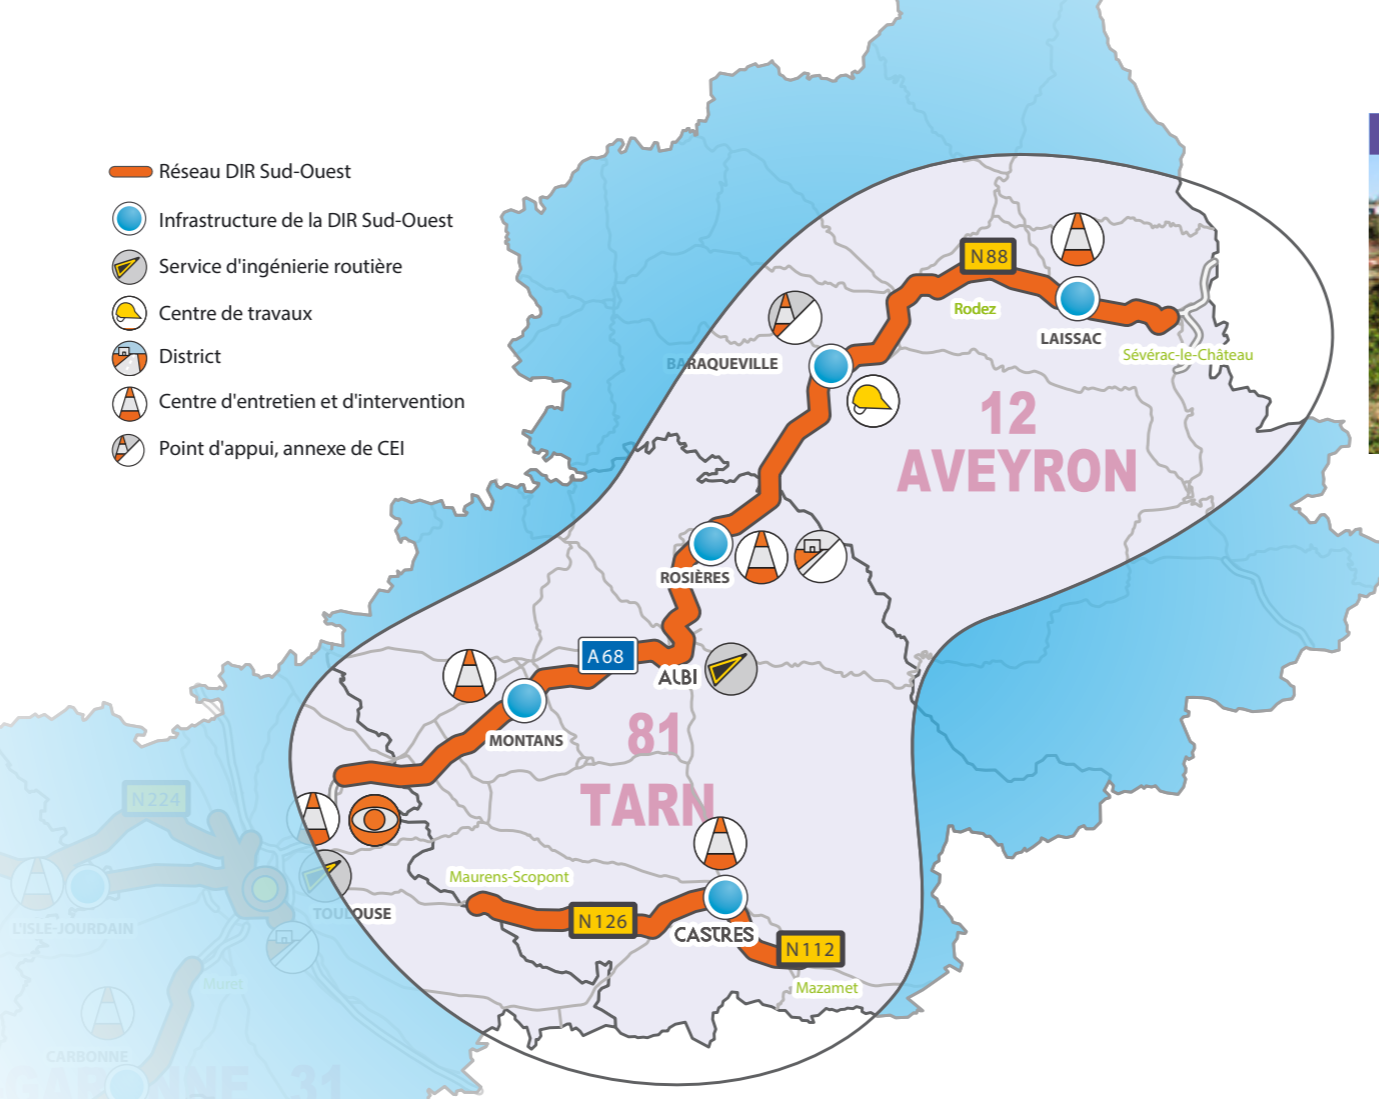 Réseau DIR Sud-Ouest
Infrastructure de la DIR Sud-Ouest
Service d'ingénierie routière
Centre de travaux
District
Centre d'entretien et d'intervention
Point d'appui, annexe de CEI
N88
Rodez
LAISSAC
Sévérac-le-Château
BARAQUEVILLE
12
AVEYRON
ROSIÈRES
A68
ALBI
MONTANS
81
TARN
N224
Maurens-Scopont
TOULOUSE
L'ISLE-JOURDAIN
N126
CASTRES
N112
Mazamet
Muret
CARBONNE
GARONNE 31